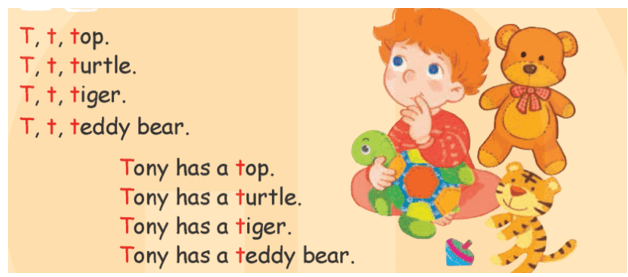 T, t, top.
T, t, turtle.
T, t, tiger.
T, t, teddy bear.
Tony has a top.
Tony has a turtle.
Tony has a tiger.
Tony has a teddy bear.